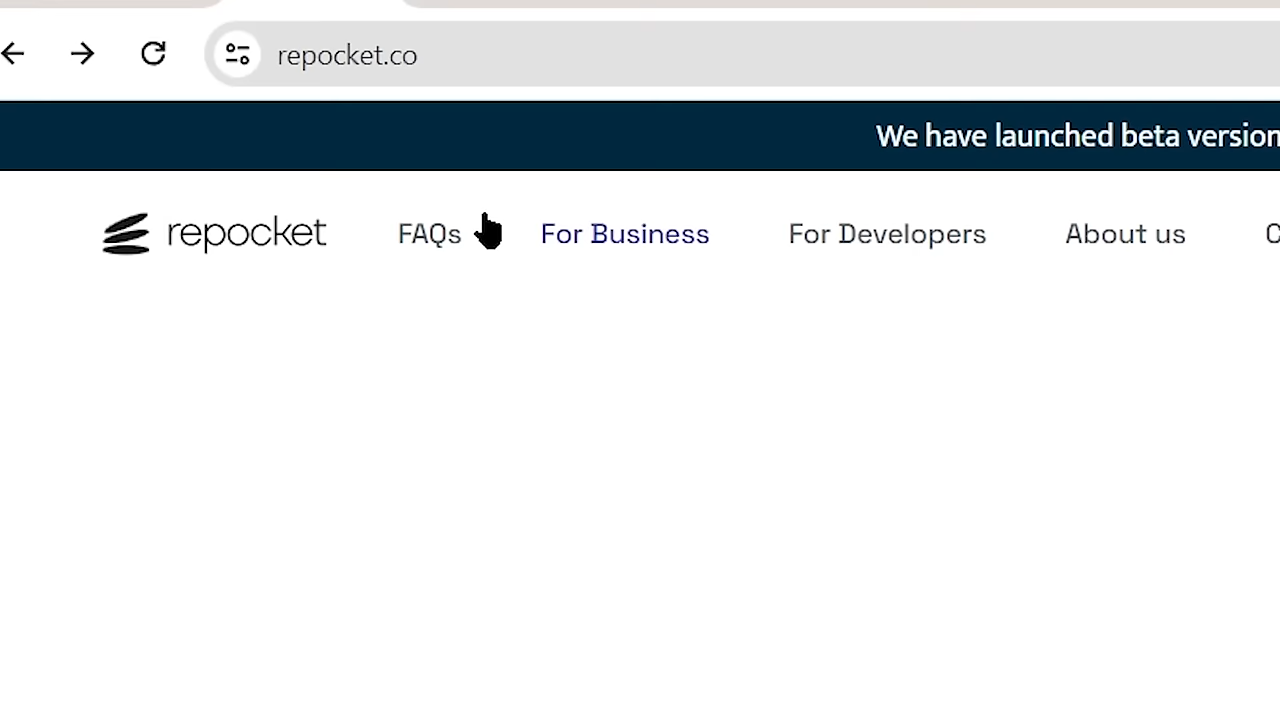 repocket.co
We have launched beta version
repocket FAQs For Business For Developers About us